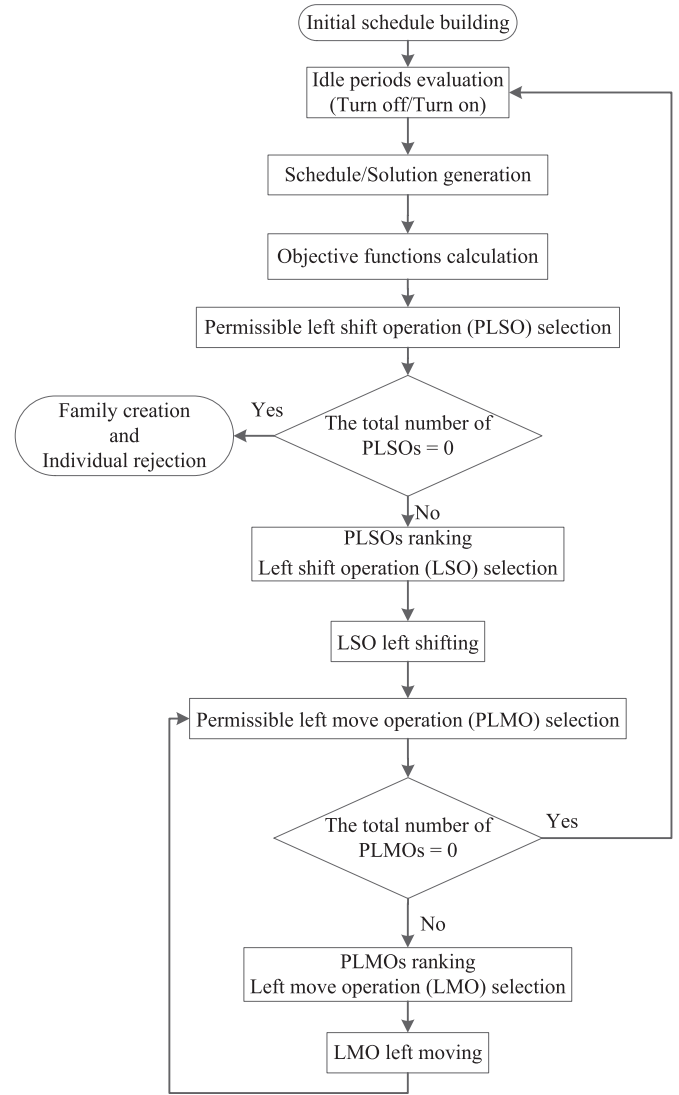 Initial schedule building
Idle periods evaluation
(Turn off/Turn on)
Schedule/Solution generation
Objective functions calculation
Permissible left shift operation (PLSO) selection
The total number of
PLSOs = 0
Yes
Family creation
and
Individual rejection
No
PLSOs ranking
Left shift operation (LSO) selection
LSO left shifting
Permissible left move operation (PLMO) selection
The total number of
PLMOs = 0
Yes
No
PLMOs ranking
Left move operation (LMO) selection
LMO left moving